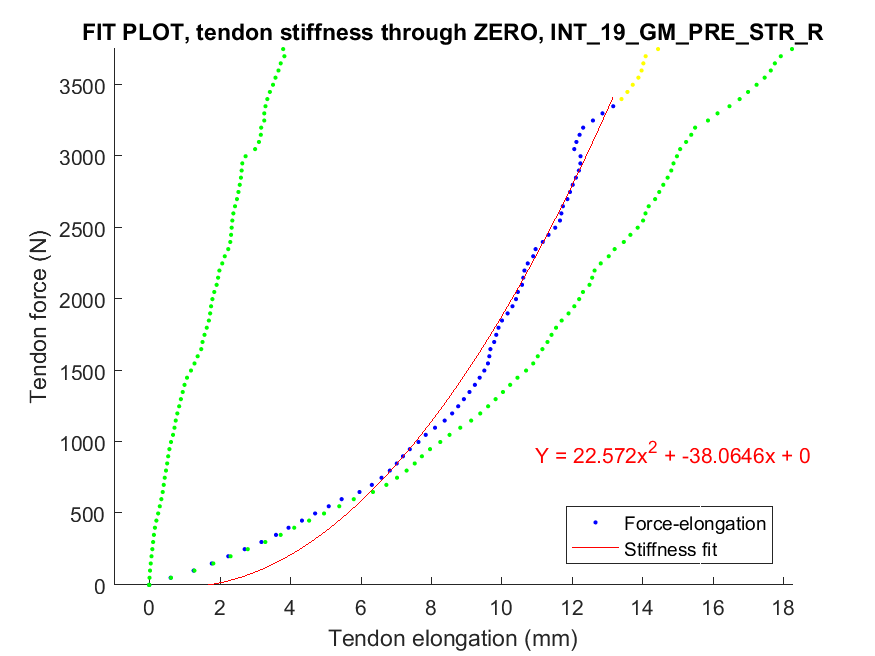 FIT PLOT, tendon stiffness through ZERO, INT_19_GM_PRE_STR_R
3500
3000
2500
2000
1500
1000
500
0
Tendon force (N)
Y = 22.572x² + -38.0646x + 0
Force-elongation
Stiffness fit
0 2 4 6 8 10 12 14 16 18
Tendon elongation (mm)